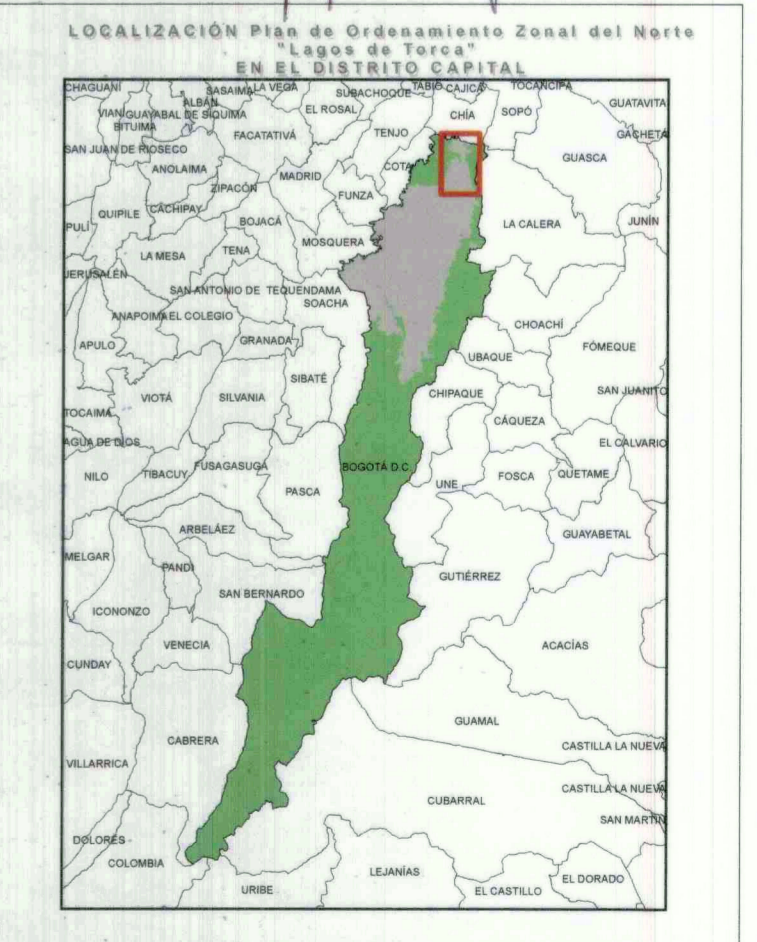 LOCALIZACIÓN Plan de Ordenamiento Zonal del Norte
"Lagos de Torca"
EN EL DISTRITO CAPITAL
CHAGUANÍ
SASAIMA
LA VEGA
SUBACHOQUE
TABIO
CAJICÁ
TOCANCIPÁ
ALBÁN
VIANÍ
GUAYABAL DE SÍQUIMA
EL ROSAL
CHÍA
SOPÓ
GUATAVITA
BITUIMA
FACATATIVÁ
TENJO
GACHETÁ
SAN JUAN DE RÍOSECO
ANOLAIMA
COTA
GUASCA
ZIPACÓN
MADRID
FUNZA
QUIPILE
CACHIPAY
BOJACÁ
LA CALERA
JUNÍN
PULÍ
MOSQUERA
LA MESA
TENA
JERUSALÉN
SAN ANTONIO DE TEQUENDAMA
SOACHA
ANAPOIMA
EL COLEGIO
CHOACHÍ
APULO
GRANADA
FÓMEQUE
UBAQUE
SIBATÉ
VIOTÁ
SILVANIA
CHIPAQUE
SAN JUANITO
TOCAIMA
CÁQUEZA
AGUA DE DIOS
EL CALVARIO
NILO
TIBACUY
FUSAGASUGÁ
BOGOTÁ D.C.
PASCA
UNE
FOSCA
QUETAME
ARBELÁEZ
GUAYABETAL
MELGAR
PANDI
SAN BERNARDO
GUTIÉRREZ
ICONONZO
VENECIA
ACACÍAS
CUNDAY
CABRERA
GUAMAL
CASTILLA LA NUEVA
VILLARRICA
CASTILLA LA NUEVA
CUBARRAL
SAN MARTÍN
DOLORES
COLOMBIA
LEJANÍAS
EL DORADO
URIBE
EL CASTILLO